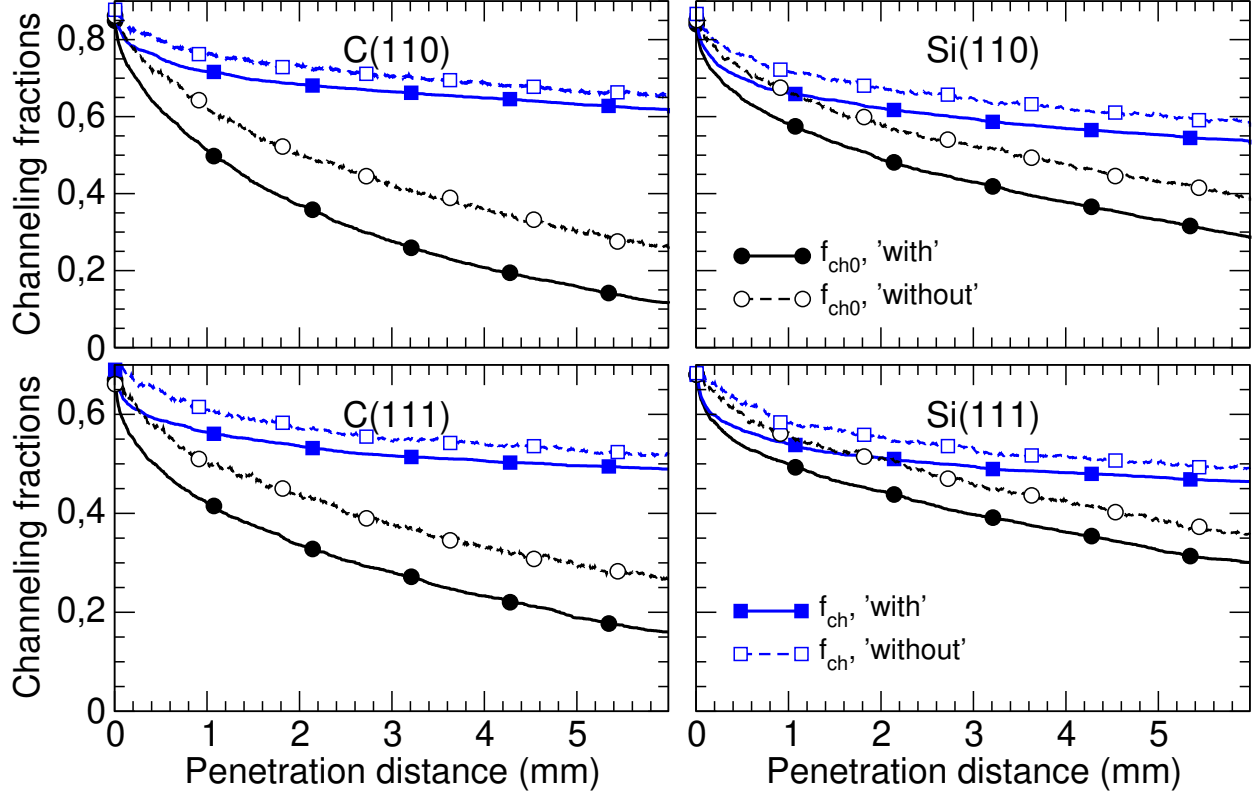 Channeling fractions
0,8
0,6
0,4
0,2
0
C(110)
Si(110)
f_ch0, 'with'
f_ch0, 'without'
Channeling fractions
0,6
0,4
0,2
0
C(111)
Si(111)
f_ch, 'with'
f_ch, 'without'
0 1 2 3 4 5
0 1 2 3 4 5
Penetration distance (mm)
Penetration distance (mm)